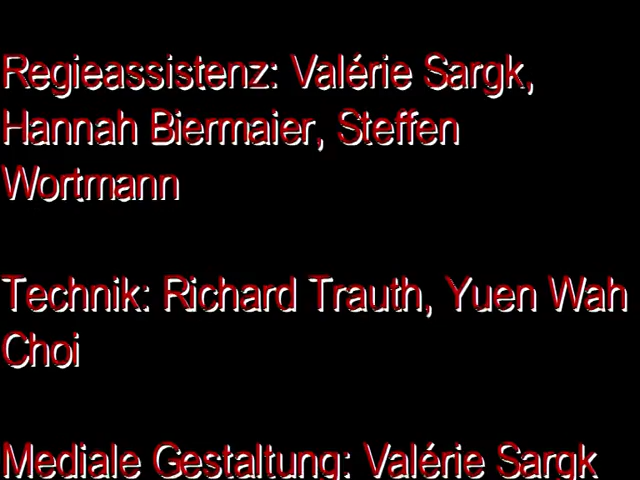 Regieassistenz: Valérie Sargk,
Hannah Biermaier, Steffen
Wortmann
Technik: Richard Trauth, Yuen Wah
Choi
Mediale Gestaltung: Valérie Sargk